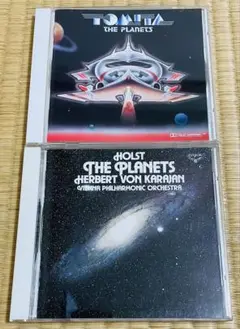 TOMITA
THE PLANETS
HOLST
THE PLANETS
HERBERT VON KARAJAN
VIENNA PHILHARMONIC ORCHESTRA